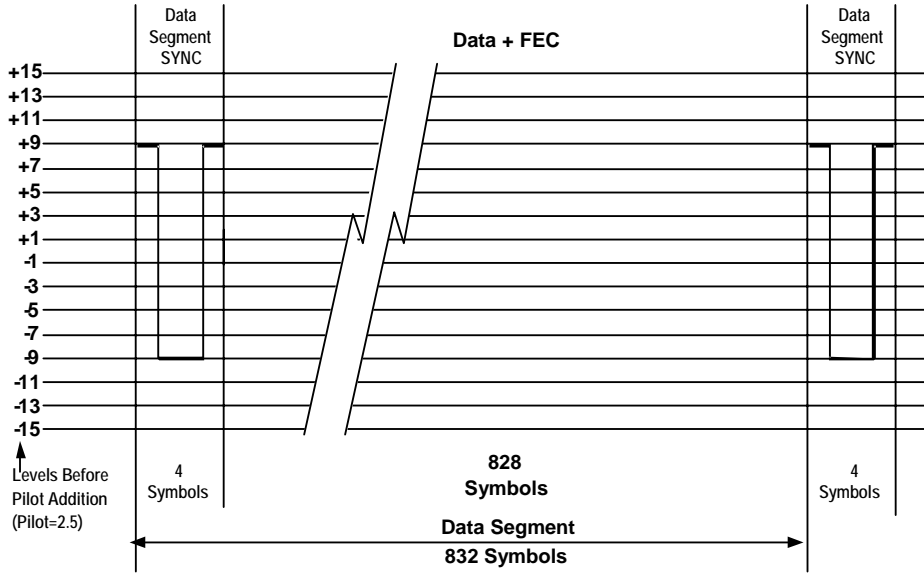 Data
Segment
SYNC
Data + FEC
Data
Segment
SYNC
+15
+13
+11
+9
+7
+5
+3
+1
-1
-3
-5
-7
-9
-11
-13
-15
Levels Before
Pilot Addition
(Pilot=2.5)
4
Symbols
828
Symbols
4
Symbols
Data Segment
832 Symbols